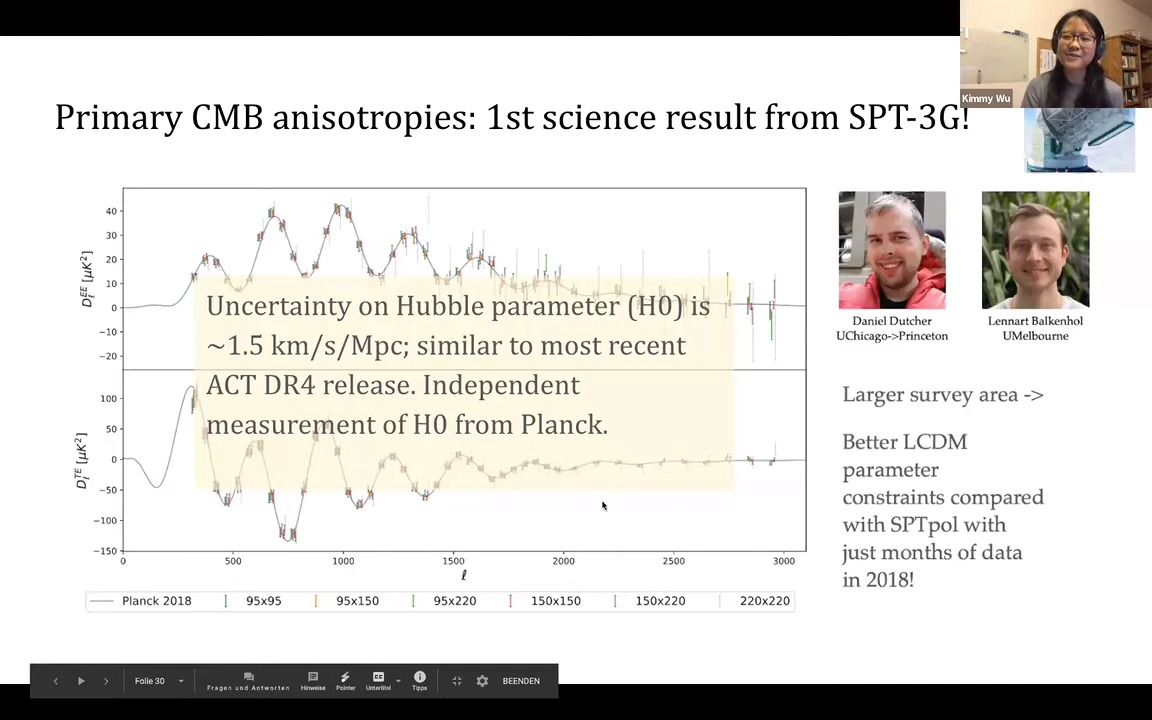 Kimmy Wu
Primary CMB anisotropies: 1st science result from SPT-3G!
40
30
20
10
0
−10
−20
D_ℓ^EE [μK²]
100
50
0
−50
−100
−150
D_ℓ^TE [μK²]
0 500 1000 1500 2000 2500 3000
ℓ
Planck 2018 95x95 95x150 95x220 150x150 150x220 220x220
Uncertainty on Hubble parameter (H0) is
~1.5 km/s/Mpc; similar to most recent
ACT DR4 release. Independent
measurement of H0 from Planck.
Daniel Dutcher
UChicago->Princeton
Lennart Balkenhol
UMelbourne
Larger survey area ->
Better LCDM
parameter
constraints compared
with SPTpol with
just months of data
in 2018!
Folie 30
Fragen und Antworten
Hinweise
Pointer
Untertitel
Tipps
BEENDEN